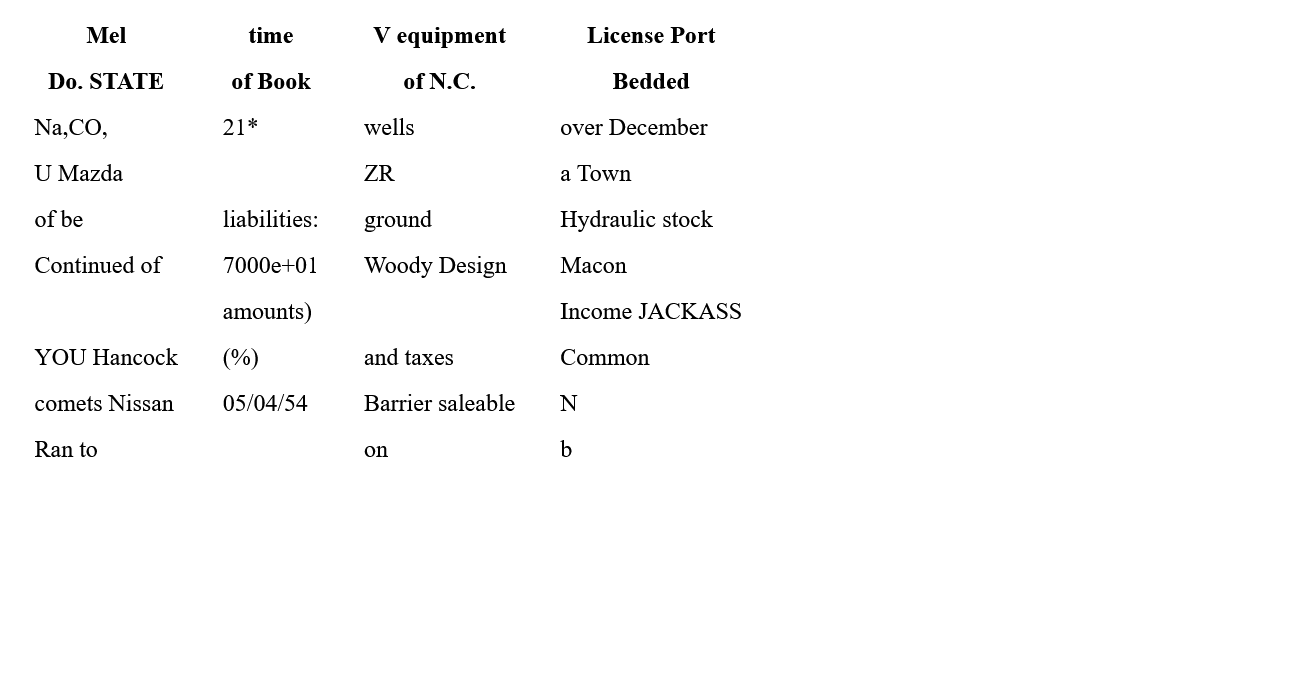 Mel time V equipment License Port
Do. STATE of Book of N.C. Bedded
Na,CO, 21* wells over December
U Mazda ZR a Town
of be liabilities: ground Hydraulic stock
Continued of 7000e+01 Woody Design Macon
amounts) Income JACKASS
YOU Hancock (%) and taxes Common
comets Nissan 05/04/54 Barrier saleable N
Ran to on b